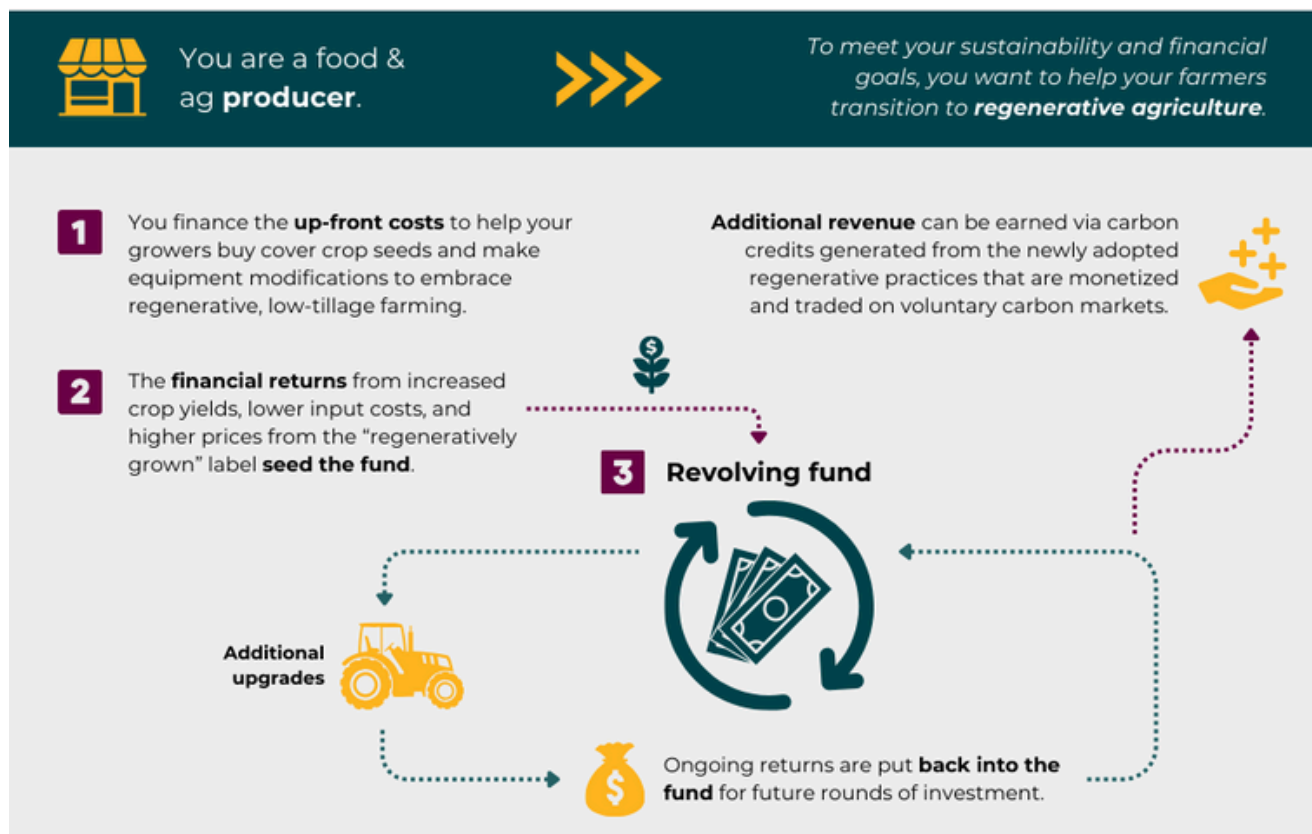 You are a food &
ag producer.
To meet your sustainability and financial
goals, you want to help your farmers
transition to regenerative agriculture.
1
You finance the up-front costs to help your
growers buy cover crop seeds and make
equipment modifications to embrace
regenerative, low-tillage farming.
Additional revenue can be earned via carbon
credits generated from the newly adopted
regenerative practices that are monetized
and traded on voluntary carbon markets.
$
2
The financial returns from increased
crop yields, lower input costs, and
higher prices from the “regeneratively
grown” label seed the fund.
3
Revolving fund
Additional
upgrades
$
Ongoing returns are put back into the
fund for future rounds of investment.